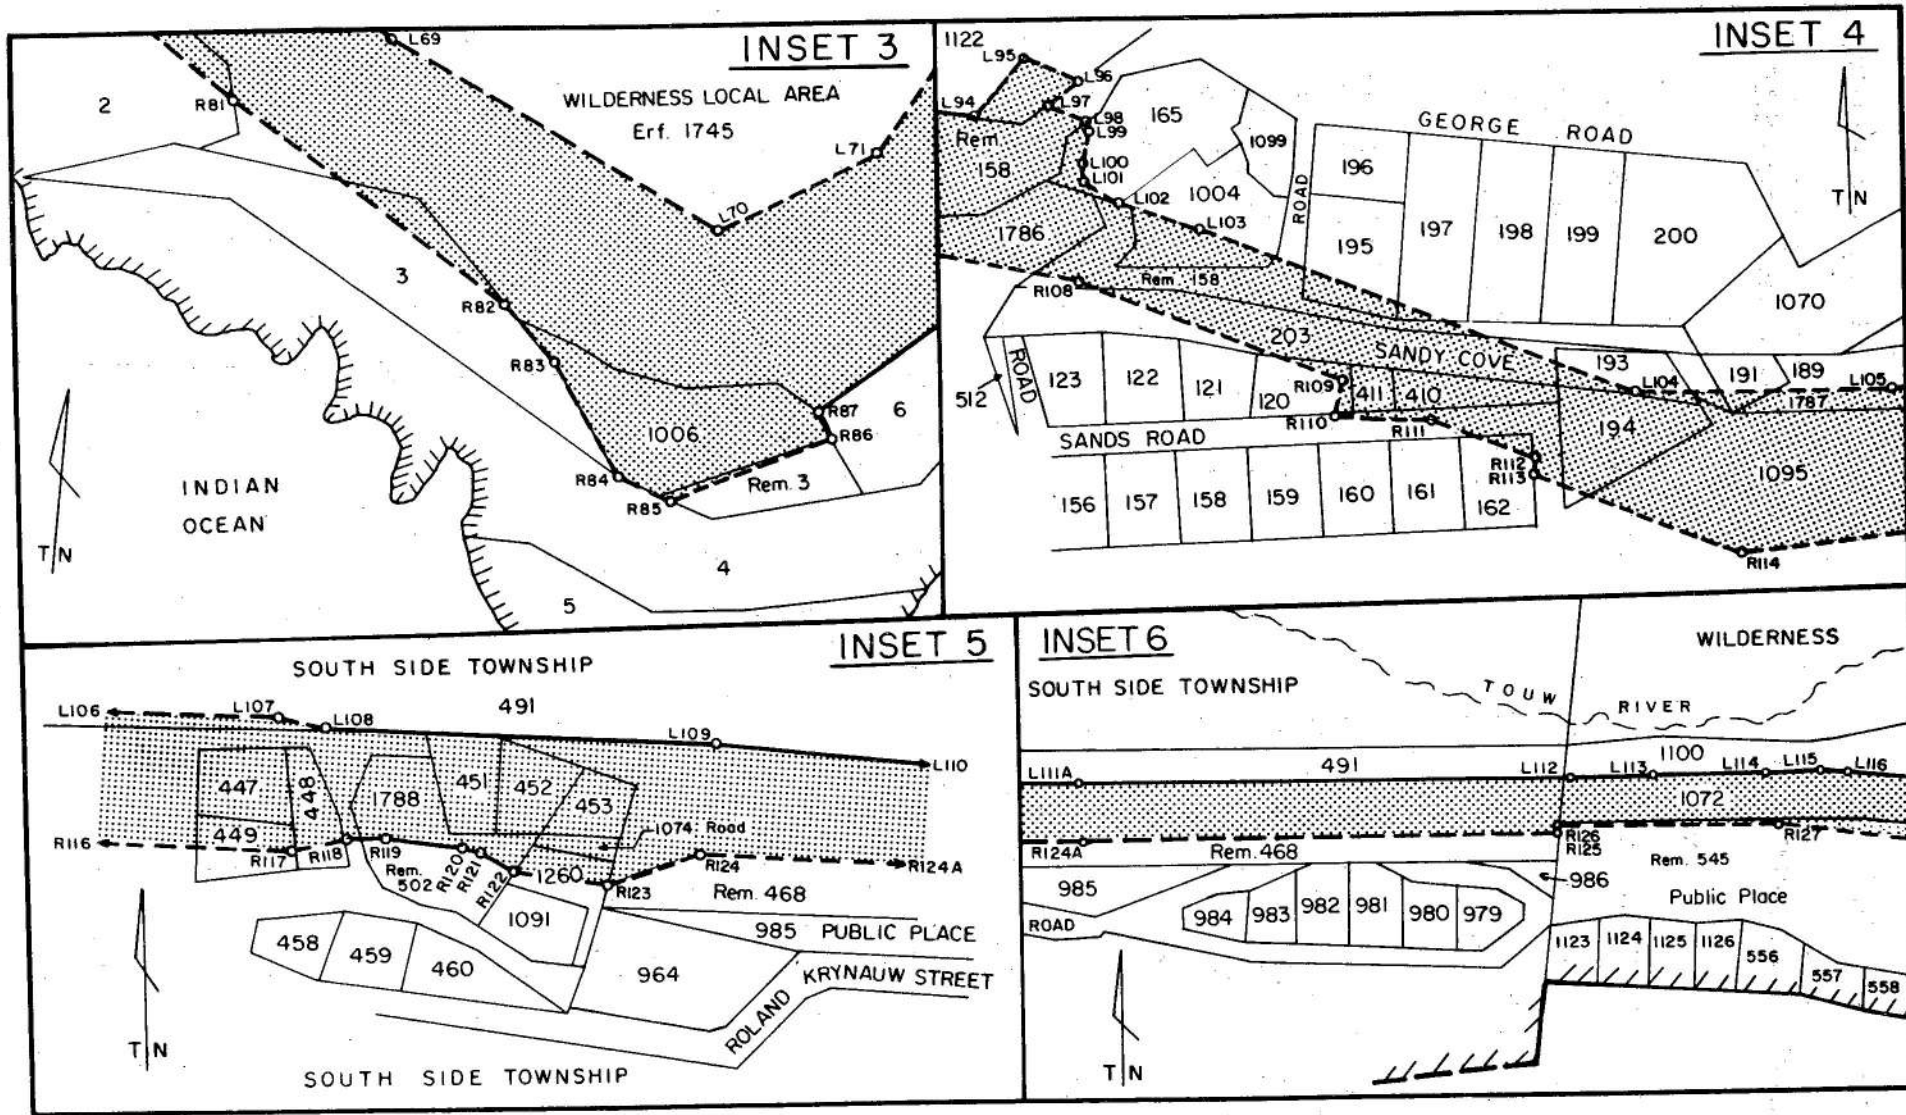 INSET 3
L69
2
R81
WILDERNESS LOCAL AREA
Erf. 1745
L71
L70
3
R82
R83
R87
6
R86
1006
R84
Rem. 3
R85
INDIAN
OCEAN
T N
4
5
INSET 4
1122
L95
L96
L94
L97
L98
L99
165
1099
GEORGE ROAD
Rem.
158
L100
L101
196
T N
L102
1004
ROAD
L103
1786
195
197
198
199
200
R108
Rem 158
1070
203
SANDY COVE
193
191
189
L105
ROAD
123
122
121
120
R109
411
410
L104
1787
512
R110
R111
194
SANDS ROAD
R112
R113
1095
156
157
158
159
160
161
162
R114
INSET 5
SOUTH SIDE TOWNSHIP
L106
L107
L108
491
L109
L110
447
448
1788
451
452
453
449
1074 Road
R116
R117
R118
R119
R120
R121
R122
R124
R124A
Rem.
502
1260
R123
Rem. 468
1091
458
459
460
985 PUBLIC PLACE
964
KRYNAUW STREET
ROLAND
T N
SOUTH SIDE TOWNSHIP
INSET 6
WILDERNESS
SOUTH SIDE TOWNSHIP
TOUW RIVER
1100
L111A
491
L112
L113
L114
L115
L116
1072
R124A
R126
R125
R127
Rem. 468
Rem. 545
985
986
Public Place
984
983
982
981
980
979
ROAD
1123
1124
1125
1126
556
557
558
T N